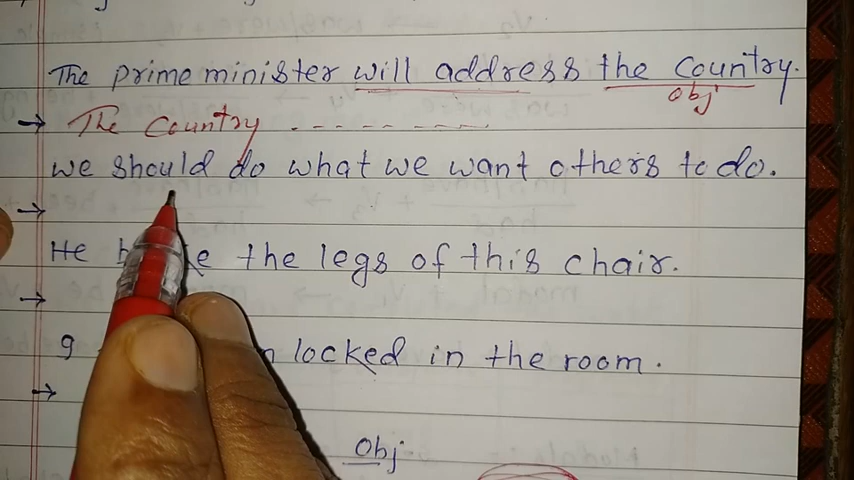 The prime minister will address the country.
Obj
→ The Country - - - - - - - -
we should do what we want others to do.
→
He the legs of this chair.
→
9 locked in the room.
→
Obj